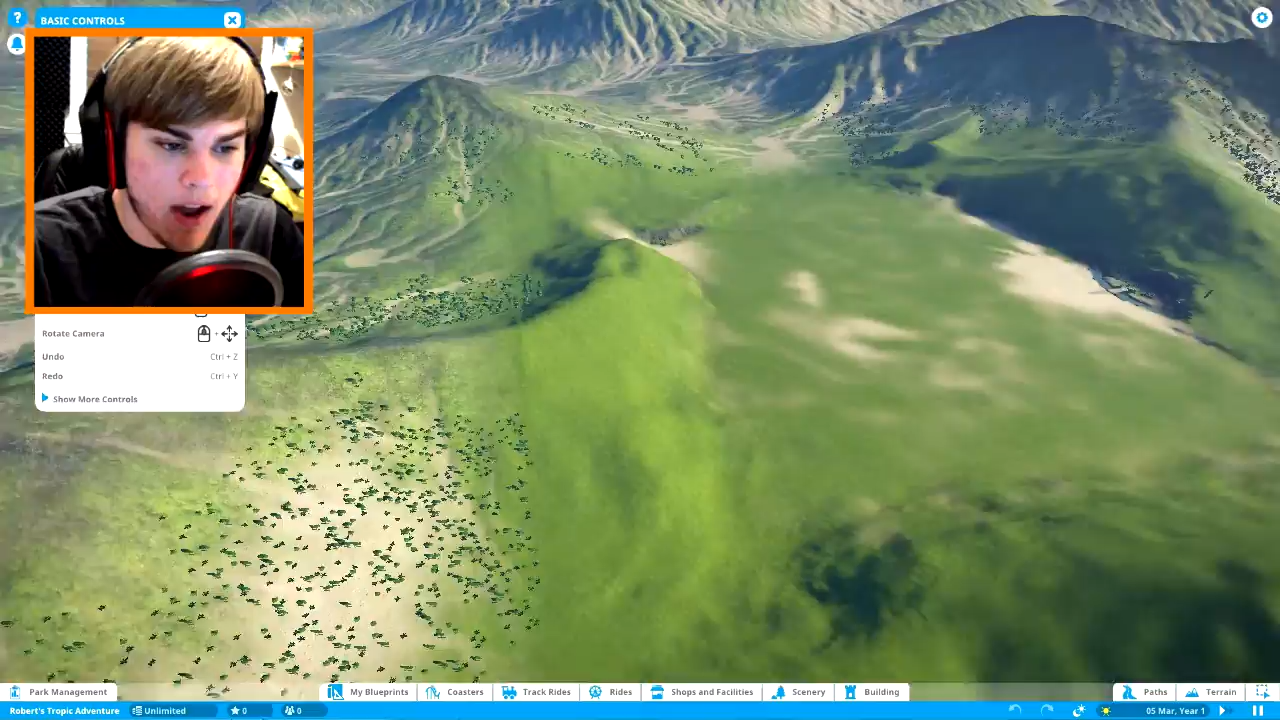 ?
BASIC CONTROLS
Rotate Camera
+
Undo
Ctrl + Z
Redo
Ctrl + Y
Show More Controls
Park Management
My Blueprints
Coasters
Track Rides
Rides
Shops and Facilities
Scenery
Building
Paths
Terrain
Robert's Tropic Adventure
Unlimited
0
0
05 Mar, Year 1